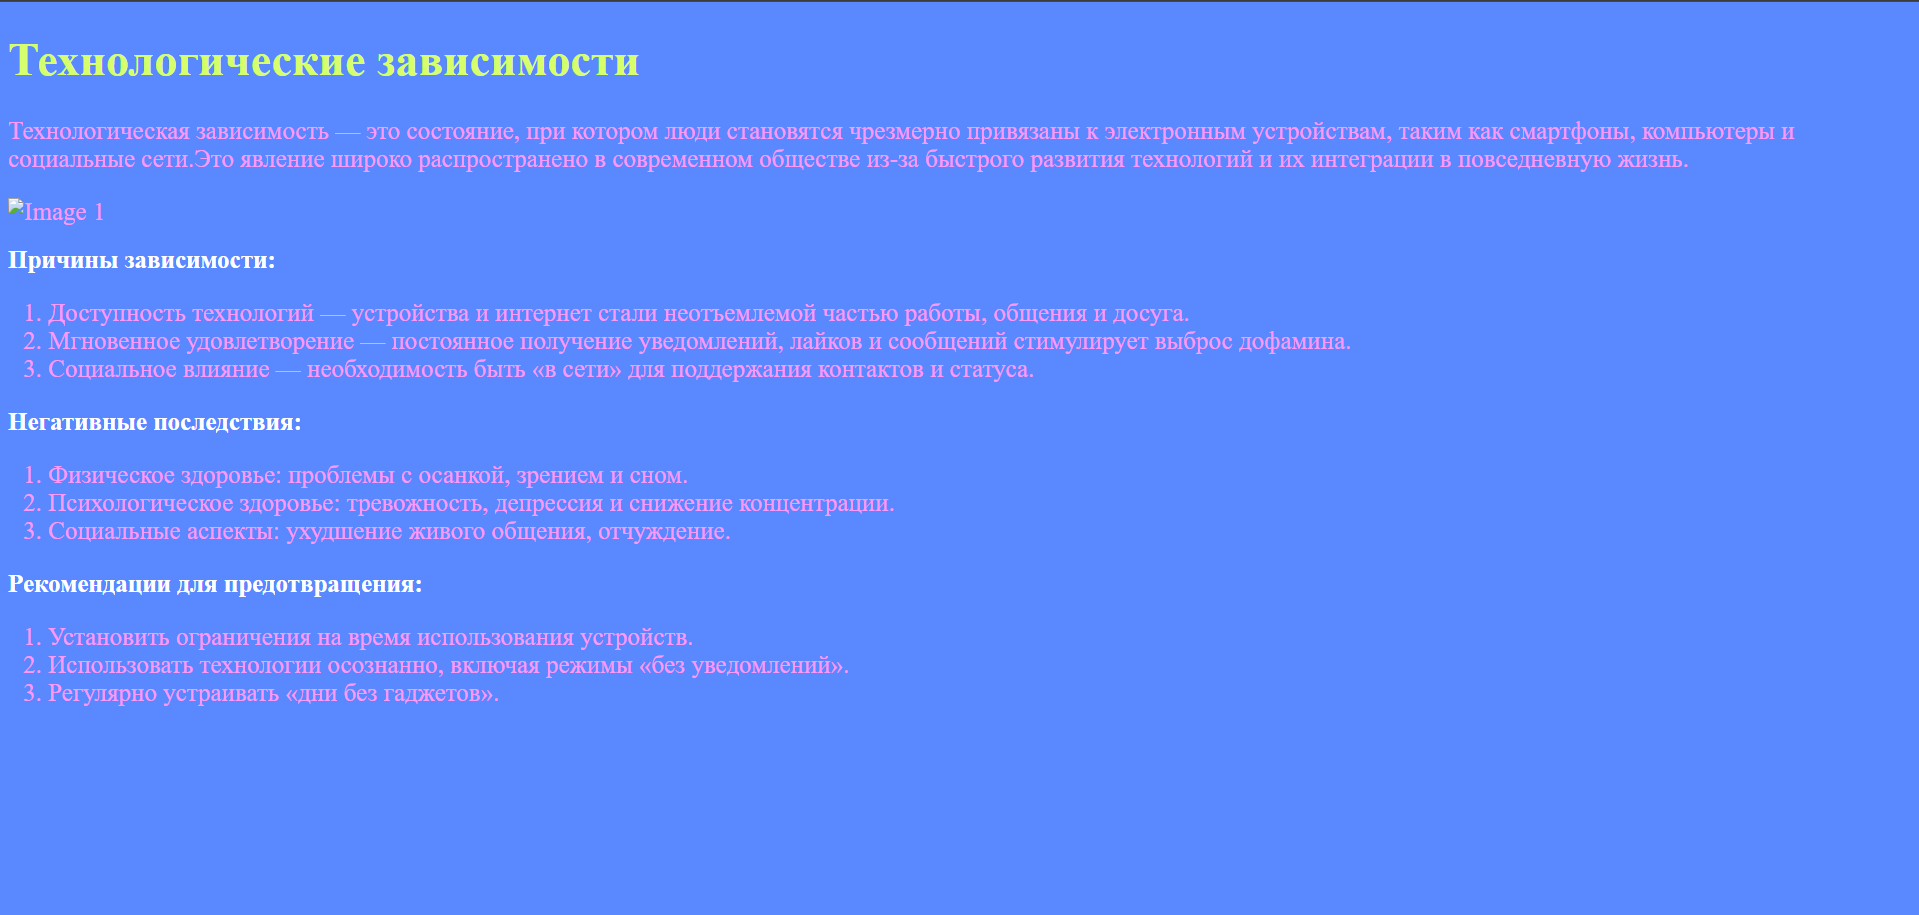 Технологические зависимости
Технологическая зависимость — это состояние, при котором люди становятся чрезмерно привязаны к электронным устройствам, таким как смартфоны, компьютеры и
социальные сети.Это явление широко распространено в современном обществе из-за быстрого развития технологий и их интеграции в повседневную жизнь.
Image 1
Причины зависимости:
1. Доступность технологий — устройства и интернет стали неотъемлемой частью работы, общения и досуга.
2. Мгновенное удовлетворение — постоянное получение уведомлений, лайков и сообщений стимулирует выброс дофамина.
3. Социальное влияние — необходимость быть «в сети» для поддержания контактов и статуса.
Негативные последствия:
1. Физическое здоровье: проблемы с осанкой, зрением и сном.
2. Психологическое здоровье: тревожность, депрессия и снижение концентрации.
3. Социальные аспекты: ухудшение живого общения, отчуждение.
Рекомендации для предотвращения:
1. Установить ограничения на время использования устройств.
2. Использовать технологии осознанно, включая режимы «без уведомлений».
3. Регулярно устраивать «дни без гаджетов».